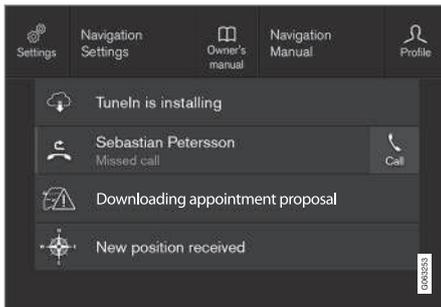 Settings
Navigation
Settings
Owner's
manual
Navigation
Manual
Profile
TuneIn is installing
Sebastian Petersson
Missed call
Call
Downloading appointment proposal
New position received
G063253